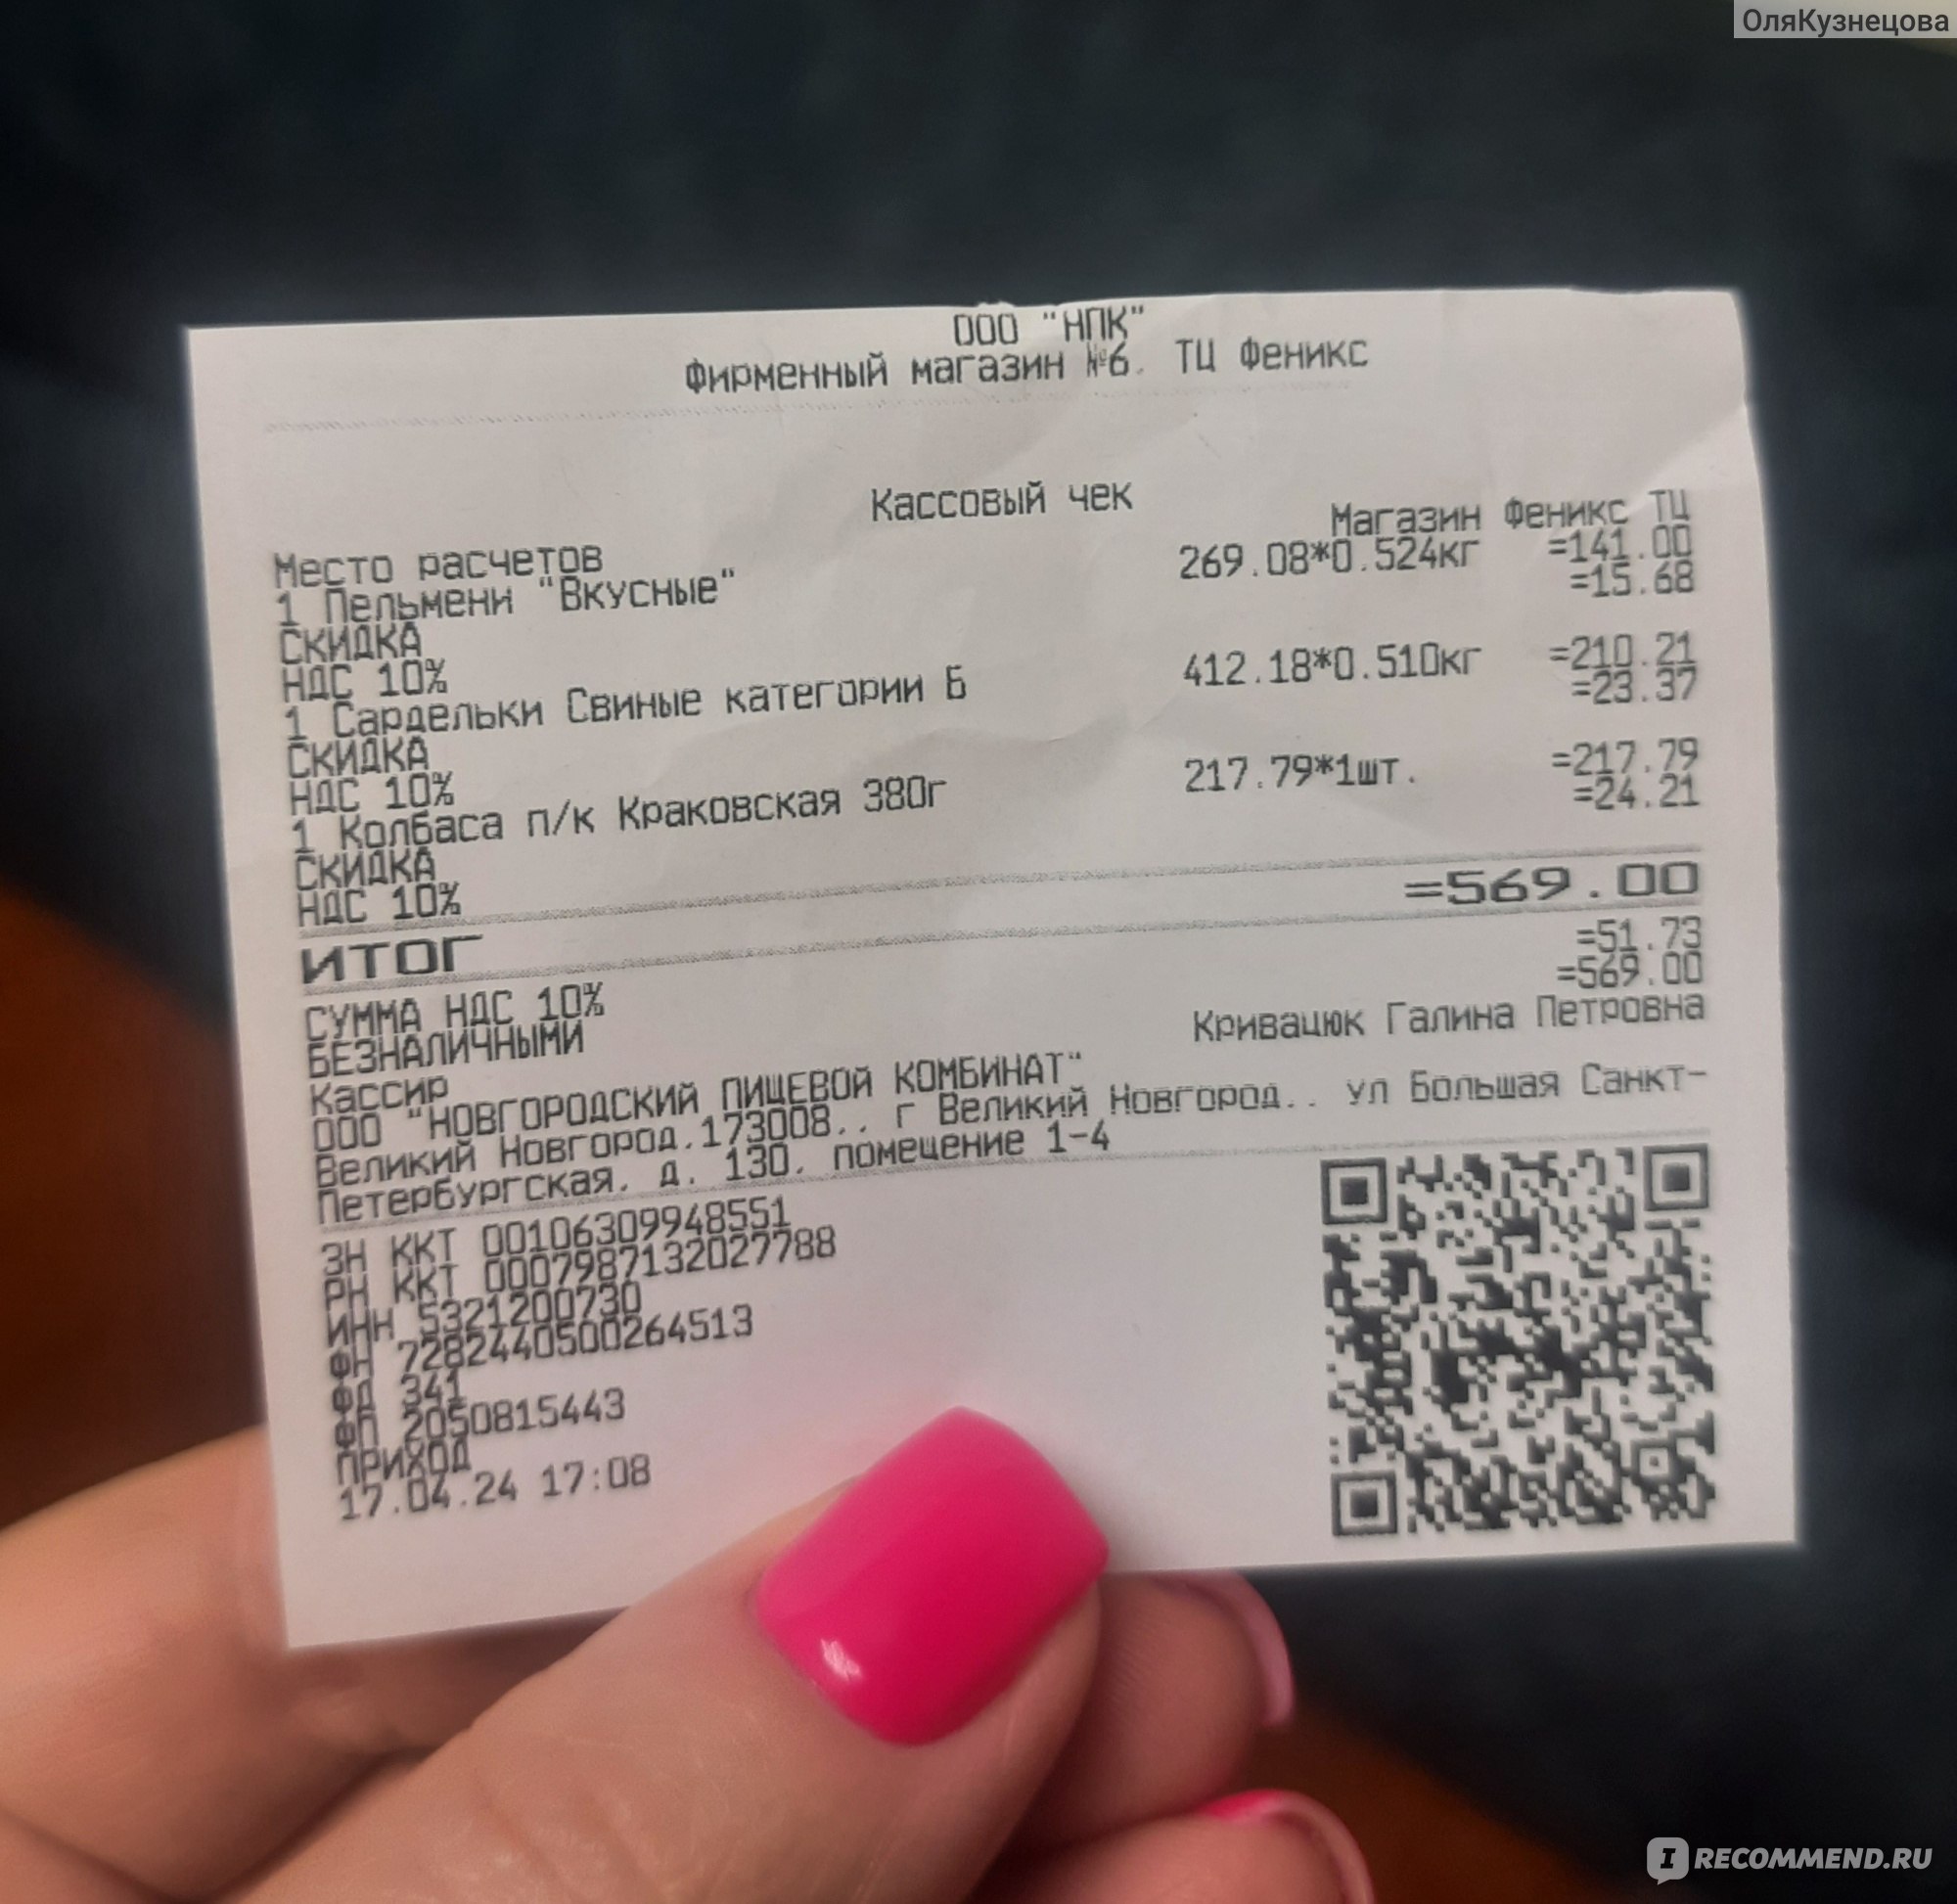 ОляКузнецова
ООО "НПК"
Фирменный магазин №6. ТЦ Феникс
Кассовый чек
Место расчетов Магазин Феникс ТЦ
1 Пельмени "Вкусные" 269.08*0.524кг =141.00
СКИДКА =15.68
НДС 10%
1 Сардельки Свиные категории Б 412.18*0.510кг =210.21
СКИДКА =23.37
НДС 10%
1 Колбаса п/к Краковская 380г 217.79*1шт. =217.79
СКИДКА =24.21
НДС 10%
ИТОГ =569.00
СУММА НДС 10% =51.73
БЕЗНАЛИЧНЫМИ =569.00
Кассир Кривацюк Галина Петровна
ООО "НОВГОРОДСКИЙ ПИЩЕВОЙ КОМБИНАТ"
Великий Новгород,173008,, г Великий Новгород,, ул Большая Санкт-
Петербургская, д. 130, помещение 1-4
ЗН ККТ 00106309948551
РН ККТ 0007987132027788
ИНН 5321200730
ФН 7282440500264513
ФД 341
ФП 2050815443
ПРИХОД
17.04.24 17:08
IRECOMMEND.RU